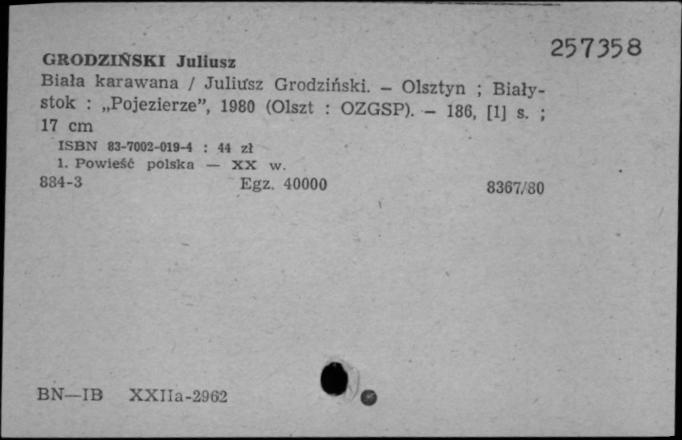 257358
GRODZIŃSKI Juliusz
Biała karawana / Juliusz Grodziński. — Olsztyn ; Biały-
stok : „Pojezierze”, 1980 (Olszt : OZGSP). — 186, [1] s. ;
17 cm
ISBN 83-7002-019-4 : 44 zł
1. Powieść polska — XX w.
884-3 Egz. 40000 8367/80
BN—IB XXIIa-2962